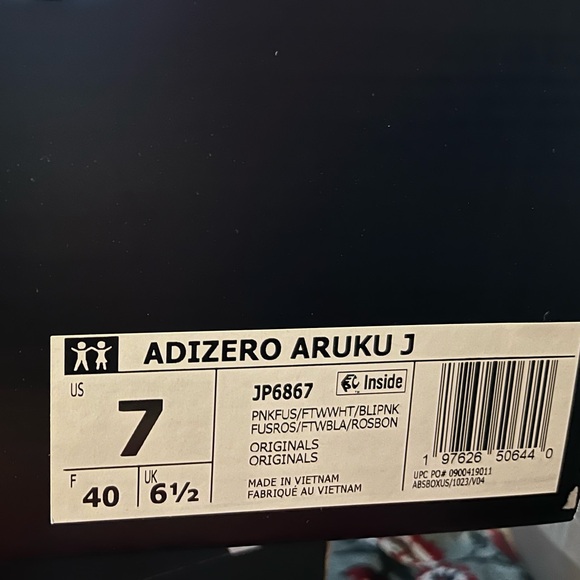 ADIZERO ARUKU J
US
7
F
40
UK
6½
JP6867
Inside
PNKFUS/FTWWHT/BLIPNK
FUSROS/FTWBLA/ROSBON
ORIGINALS
ORIGINALS
MADE IN VIETNAM
FABRIQUÉ AU VIETNAM
1 97626 50644 0
UPC PO# 0900419011
ABSBOXUS/1023/V04